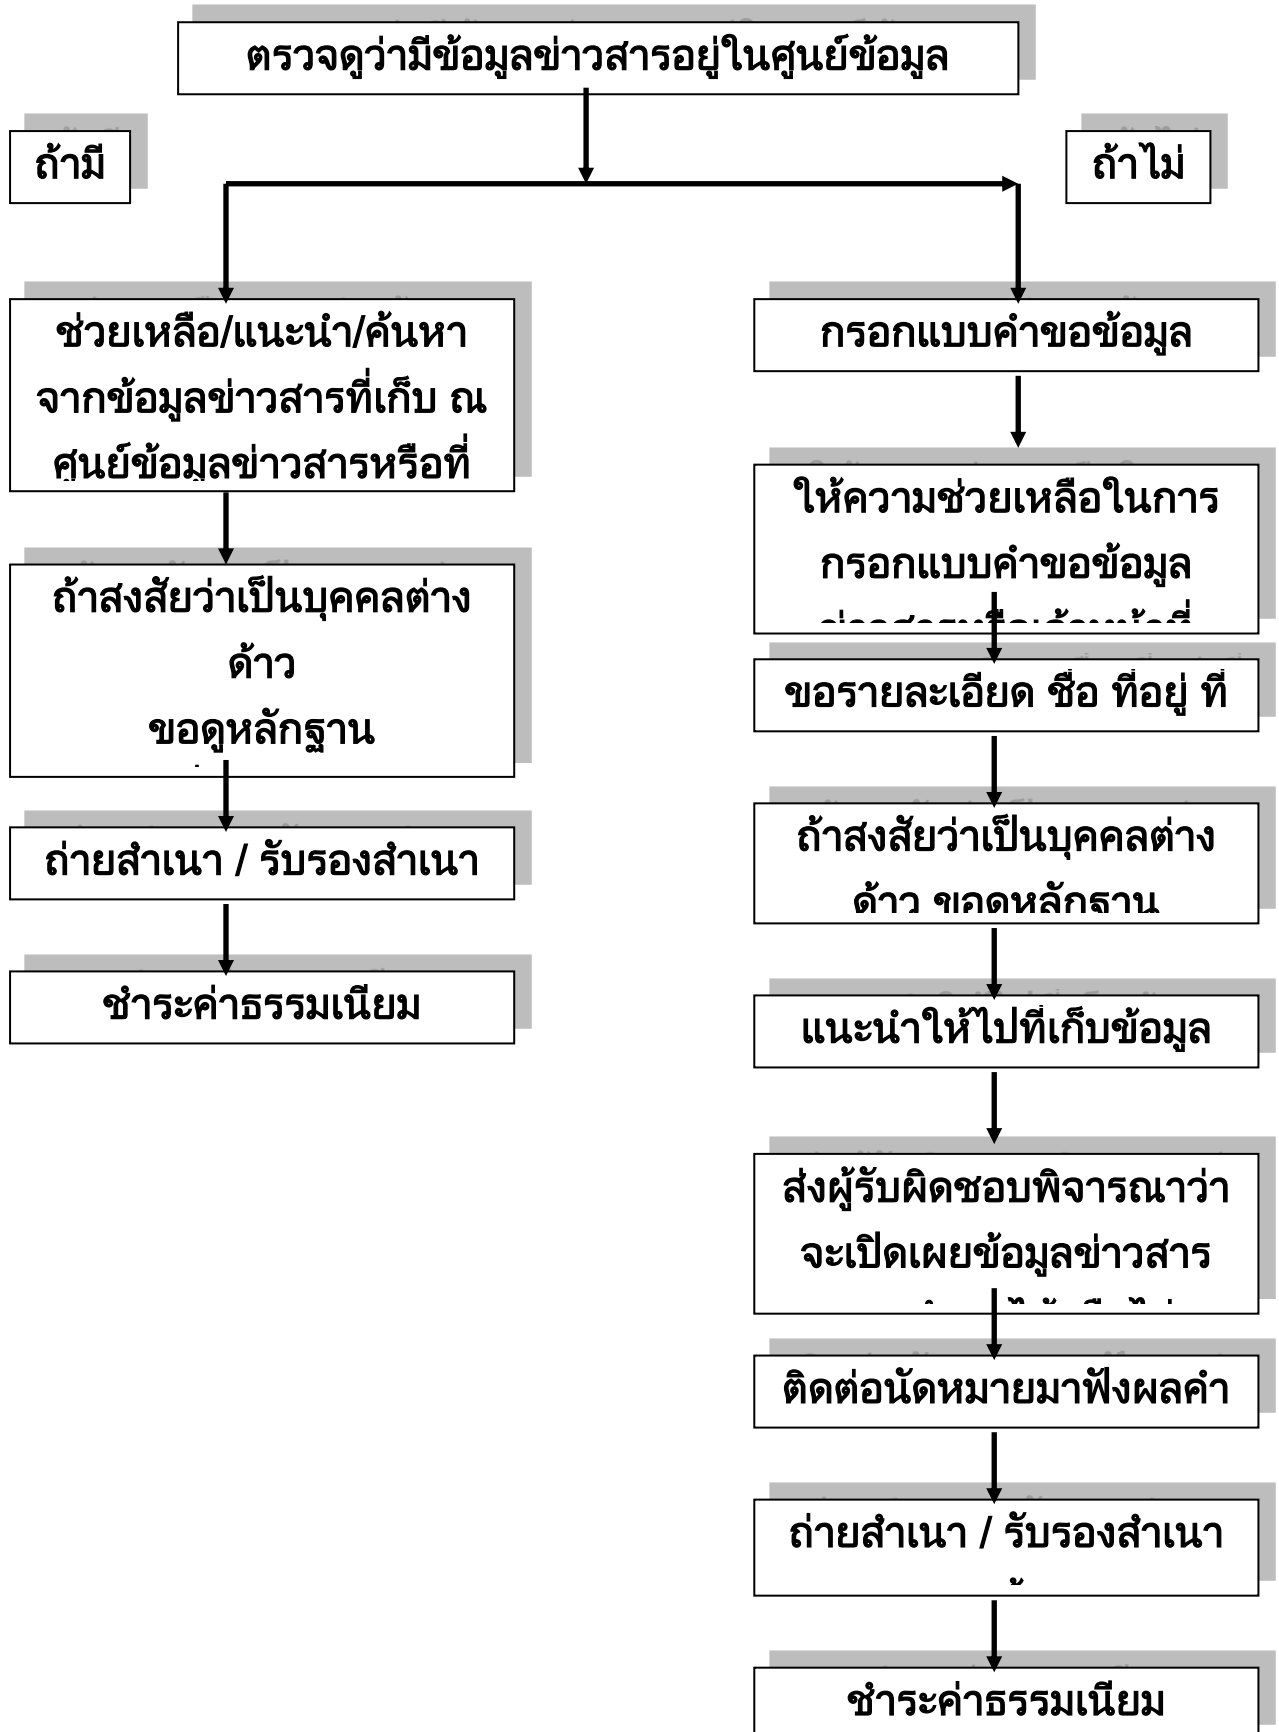 ตรวจดูว่ามีข้อมูลข่าวสารอยู่ในศูนย์ข้อมูล
ถ้ามี
ถ้าไม่
ช่วยเหลือ/แนะนำ/ค้นหา
จากข้อมูลข่าวสารที่เก็บ ณ
ศูนย์ข้อมูลข่าวสารหรือที่
ถ้าสงสัยว่าเป็นบุคคลต่าง
ด้าว
ขอดูหลักฐาน
ถ่ายสำเนา / รับรองสำเนา
ชำระค่าธรรมเนียม
กรอกแบบคำขอข้อมูล
ให้ความช่วยเหลือในการ
กรอกแบบคำขอข้อมูล
ขอรายละเอียด ชื่อ ที่อยู่ ที่
ถ้าสงสัยว่าเป็นบุคคลต่าง
ด้าว ขอดูหลักฐาน
แนะนำให้ไปที่เก็บข้อมูล
ส่งผู้รับผิดชอบพิจารณาว่า
จะเปิดเผยข้อมูลข่าวสาร
ติดต่อนัดหมายมาฟังผลคำ
ถ่ายสำเนา / รับรองสำเนา
ชำระค่าธรรมเนียม